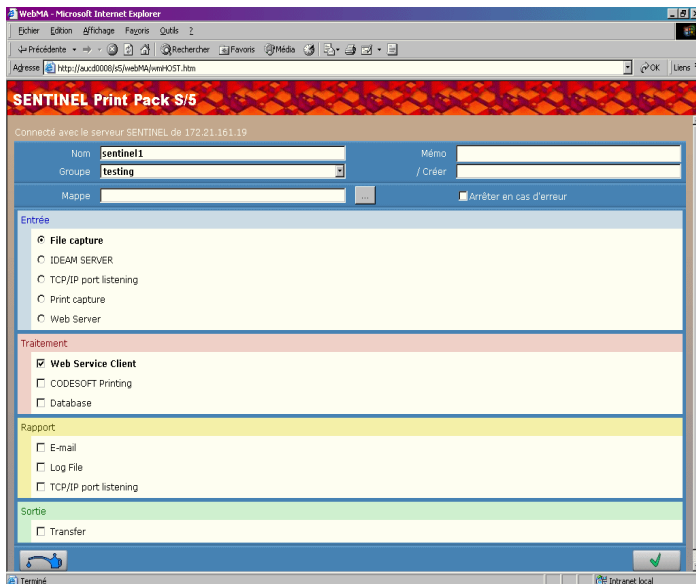 WebMA - Microsoft Internet Explorer
Fichier Edition Affichage Favoris Outils ?
Précédente Rechercher Favoris Média
Adresse http://aucd0008/s5/webMA/wmHOST.htm OK Liens
SENTINEL Print Pack S/5
Connecté avec le serveur SENTINEL de 172.21.161.19
Nom sentinel1 Mémo
Groupe testing / Créer
Mappe ... Arrêter en cas d'erreur
Entrée
File capture
IDEAM SERVER
TCP/IP port listening
Print capture
Web Server
Traitement
Web Service Client
CODESOFT Printing
Database
Rapport
E-mail
Log File
TCP/IP port listening
Sortie
Transfer
Terminé Intranet local